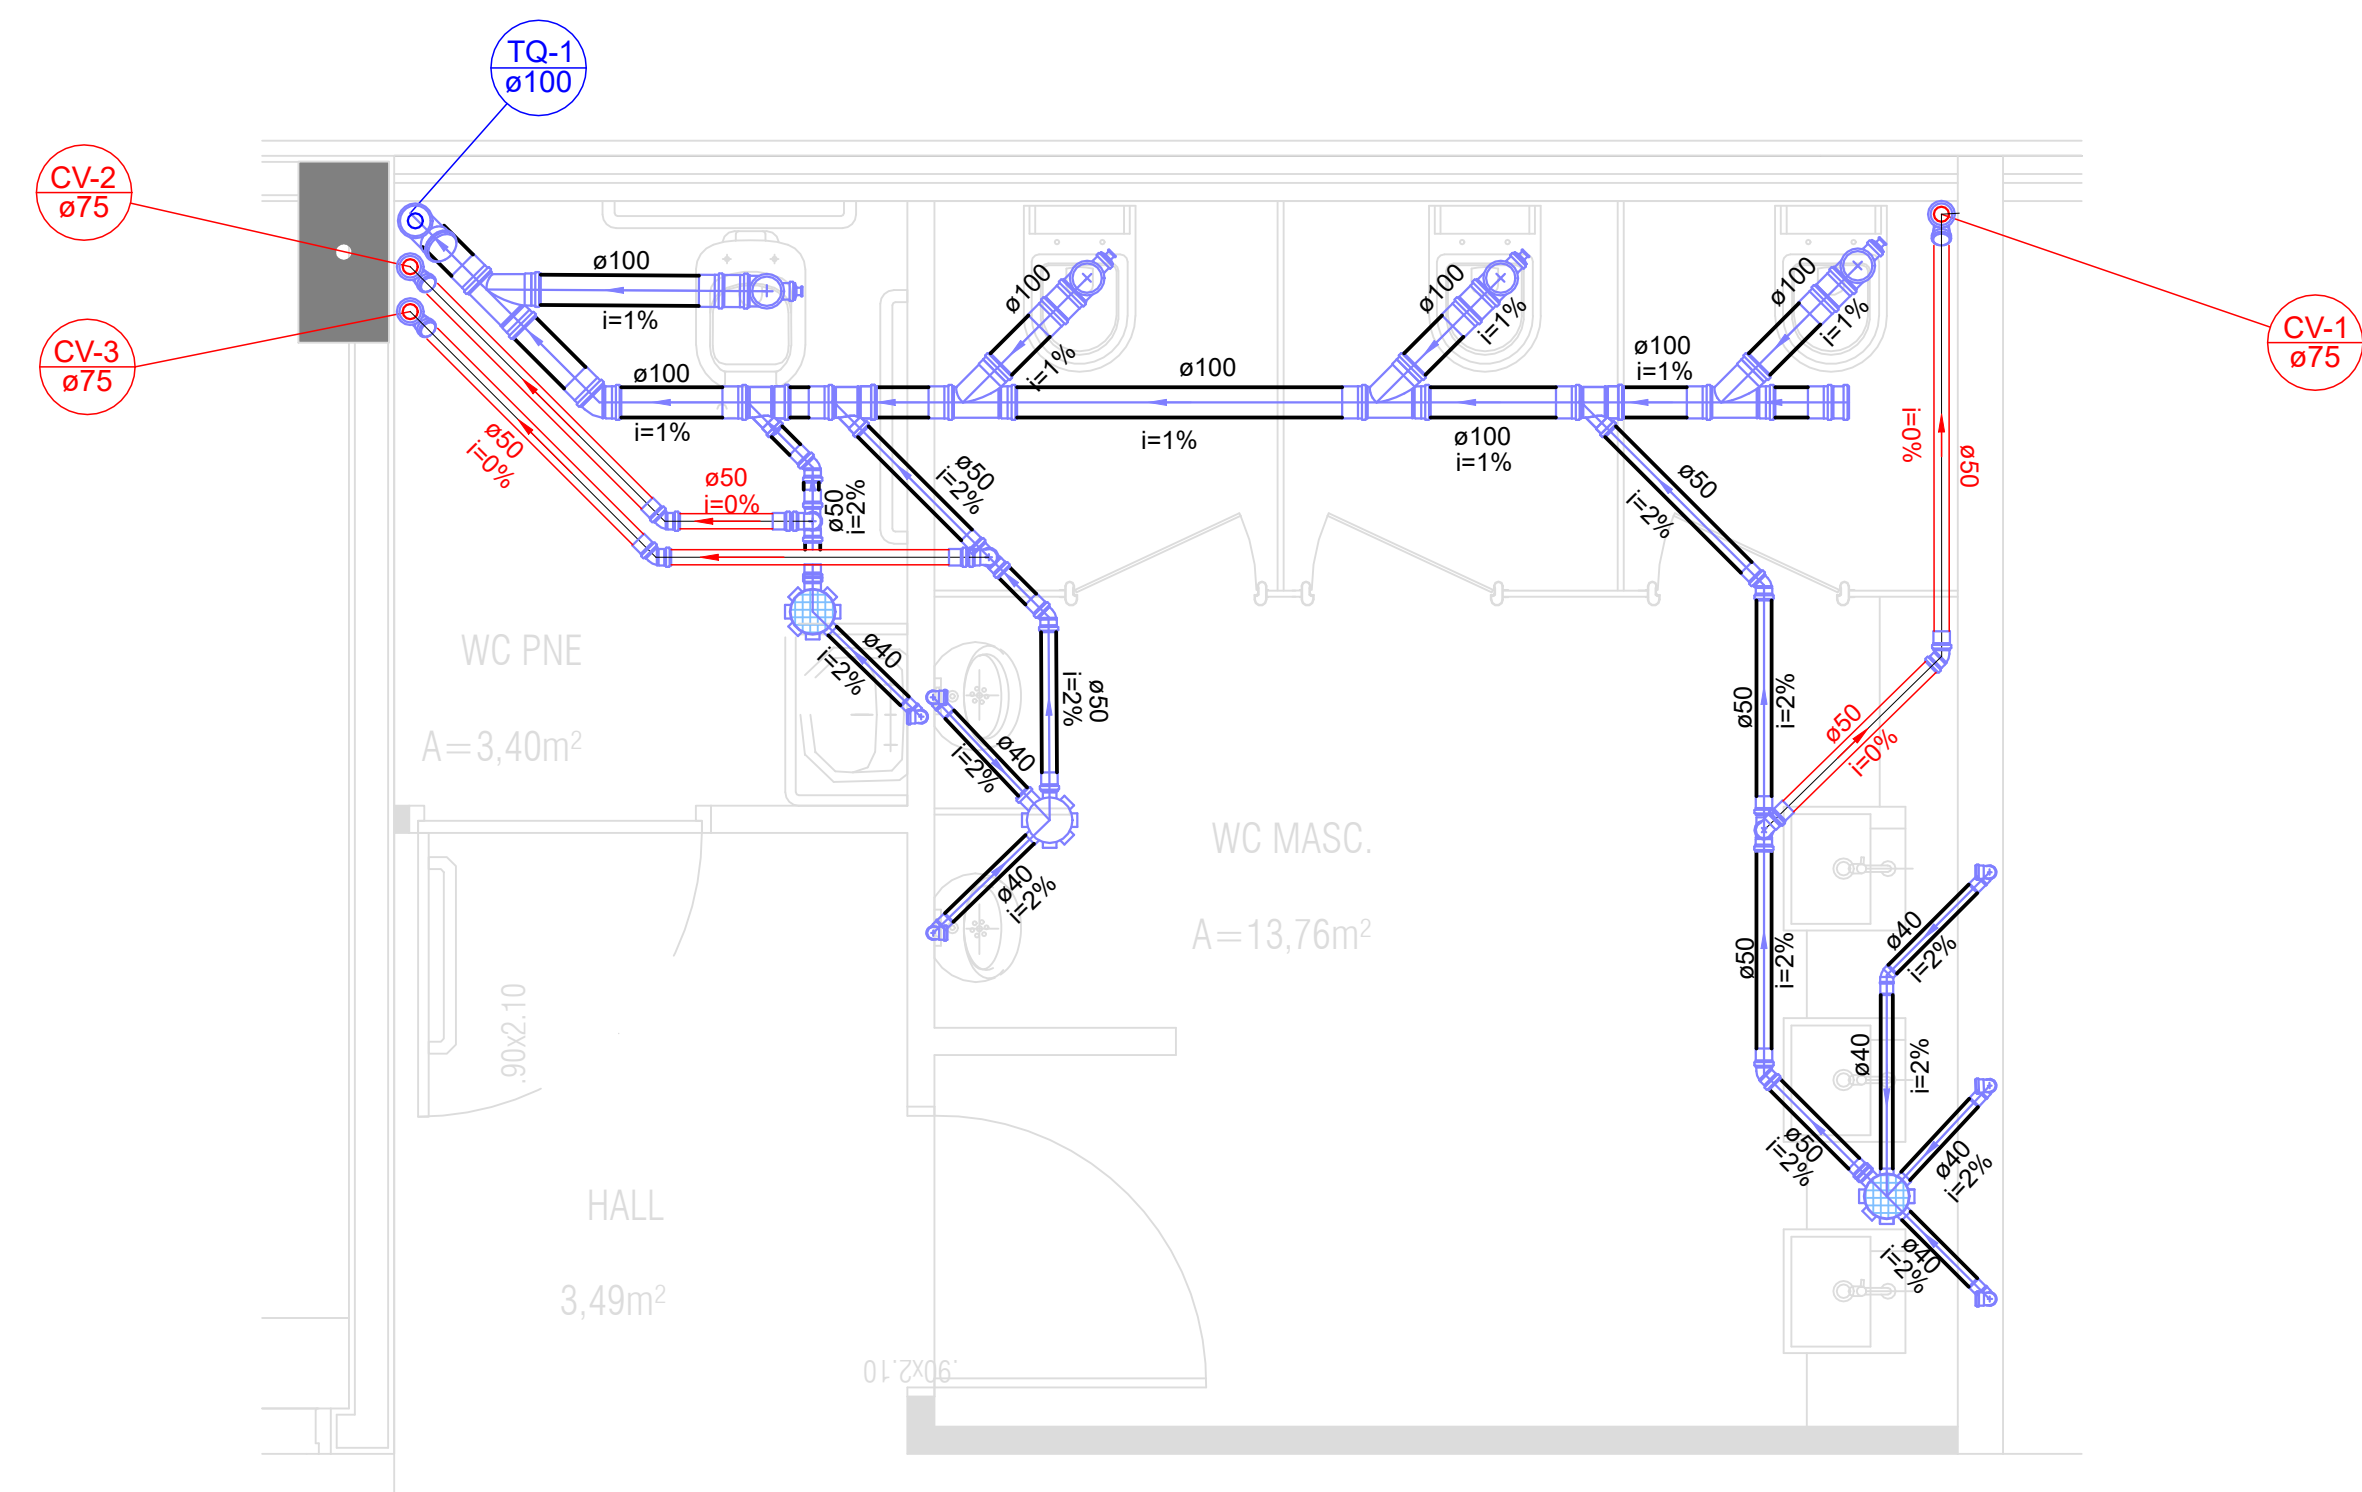 TQ-1
ø100
CV-2
ø75
CV-3
ø75
CV-1
ø75
ø100
i=1%
ø100
i=1%
ø100
i=1%
ø100
i=1%
ø100
i=1%
ø100
i=1%
ø100
i=1%
ø100
i=1%
ø50
i=0%
ø50
i=0%
ø50
i=2%
ø50
i=2%
ø50
i=2%
i=0%
ø50
WC PNE
A=3,40m²
ø40
i=2%
ø40
i=2%
ø50
i=2%
ø40
i=2%
WC MASC.
A=13,76m²
ø50
i=2%
ø50
i=0%
ø50
i=2%
ø40
i=2%
ø40
i=2%
ø50
i=2%
ø40
i=2%
ø40
i=2%
.90x2.10
HALL
3,49m²
.90x2.10